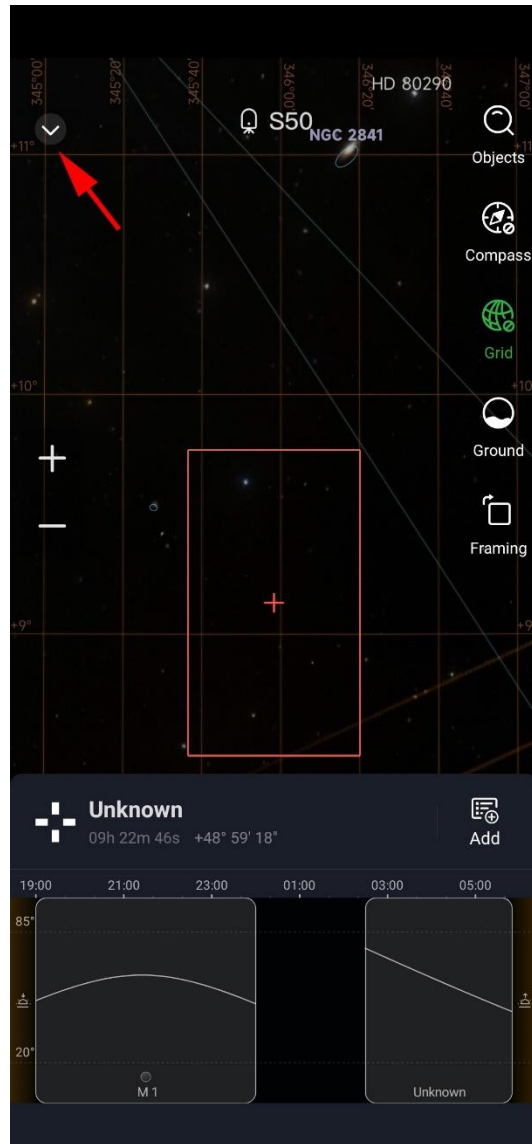 345°00'
345°20'
345°40'
346°00'
346°20'
346°40'
347°00'
HD 80290
S50
NGC 2841
+11°
+11
Objects
Compass
Grid
+10°
+10
Ground
Framing
+9°
+9
Unknown
09h 22m 46s +48° 59' 18"
Add
19:00 21:00 23:00 01:00 03:00 05:00
85°
20°
M 1
Unknown